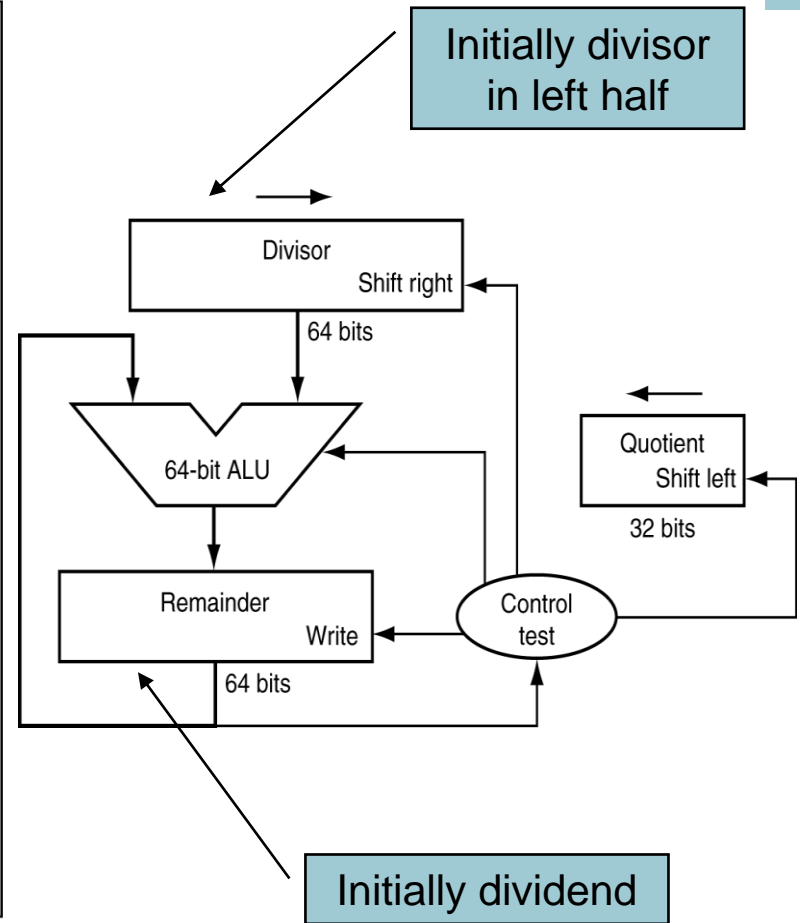 Initially divisor
in left half
Divisor
Shift right
64 bits
64-bit ALU
Quotient
Shift left
32 bits
Remainder
Write
Control
test
64 bits
Initially dividend